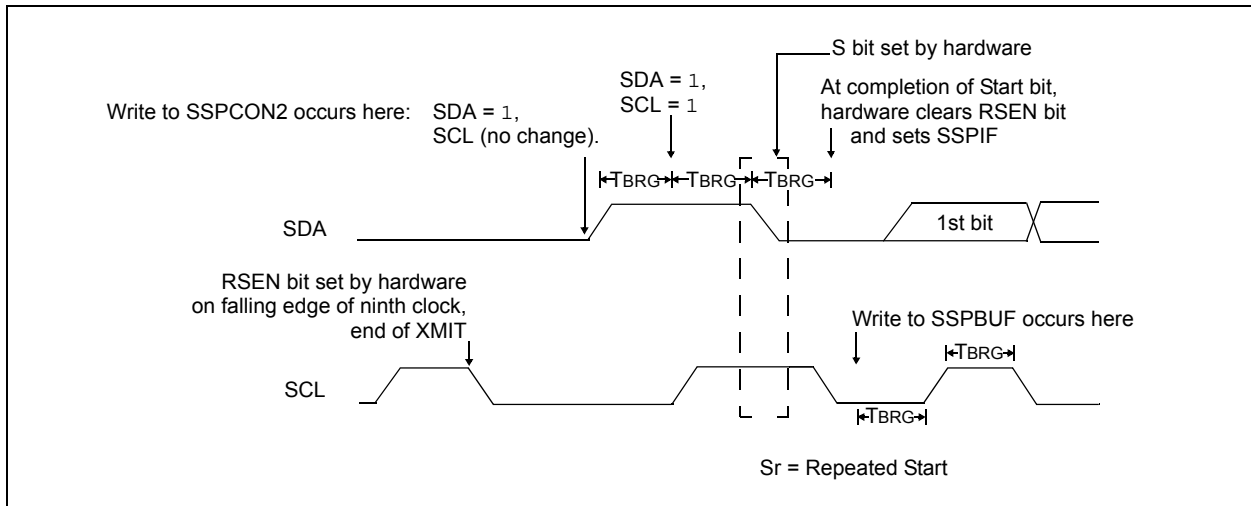 S bit set by hardware
SDA = 1,
SCL = 1
At completion of Start bit,
hardware clears RSEN bit
and sets SSPIF
Write to SSPCON2 occurs here:
SDA = 1,
SCL (no change).
TBRG
TBRG
TBRG
SDA
1st bit
RSEN bit set by hardware
on falling edge of ninth clock,
end of XMIT
Write to SSPBUF occurs here
TBRG
SCL
TBRG
Sr = Repeated Start